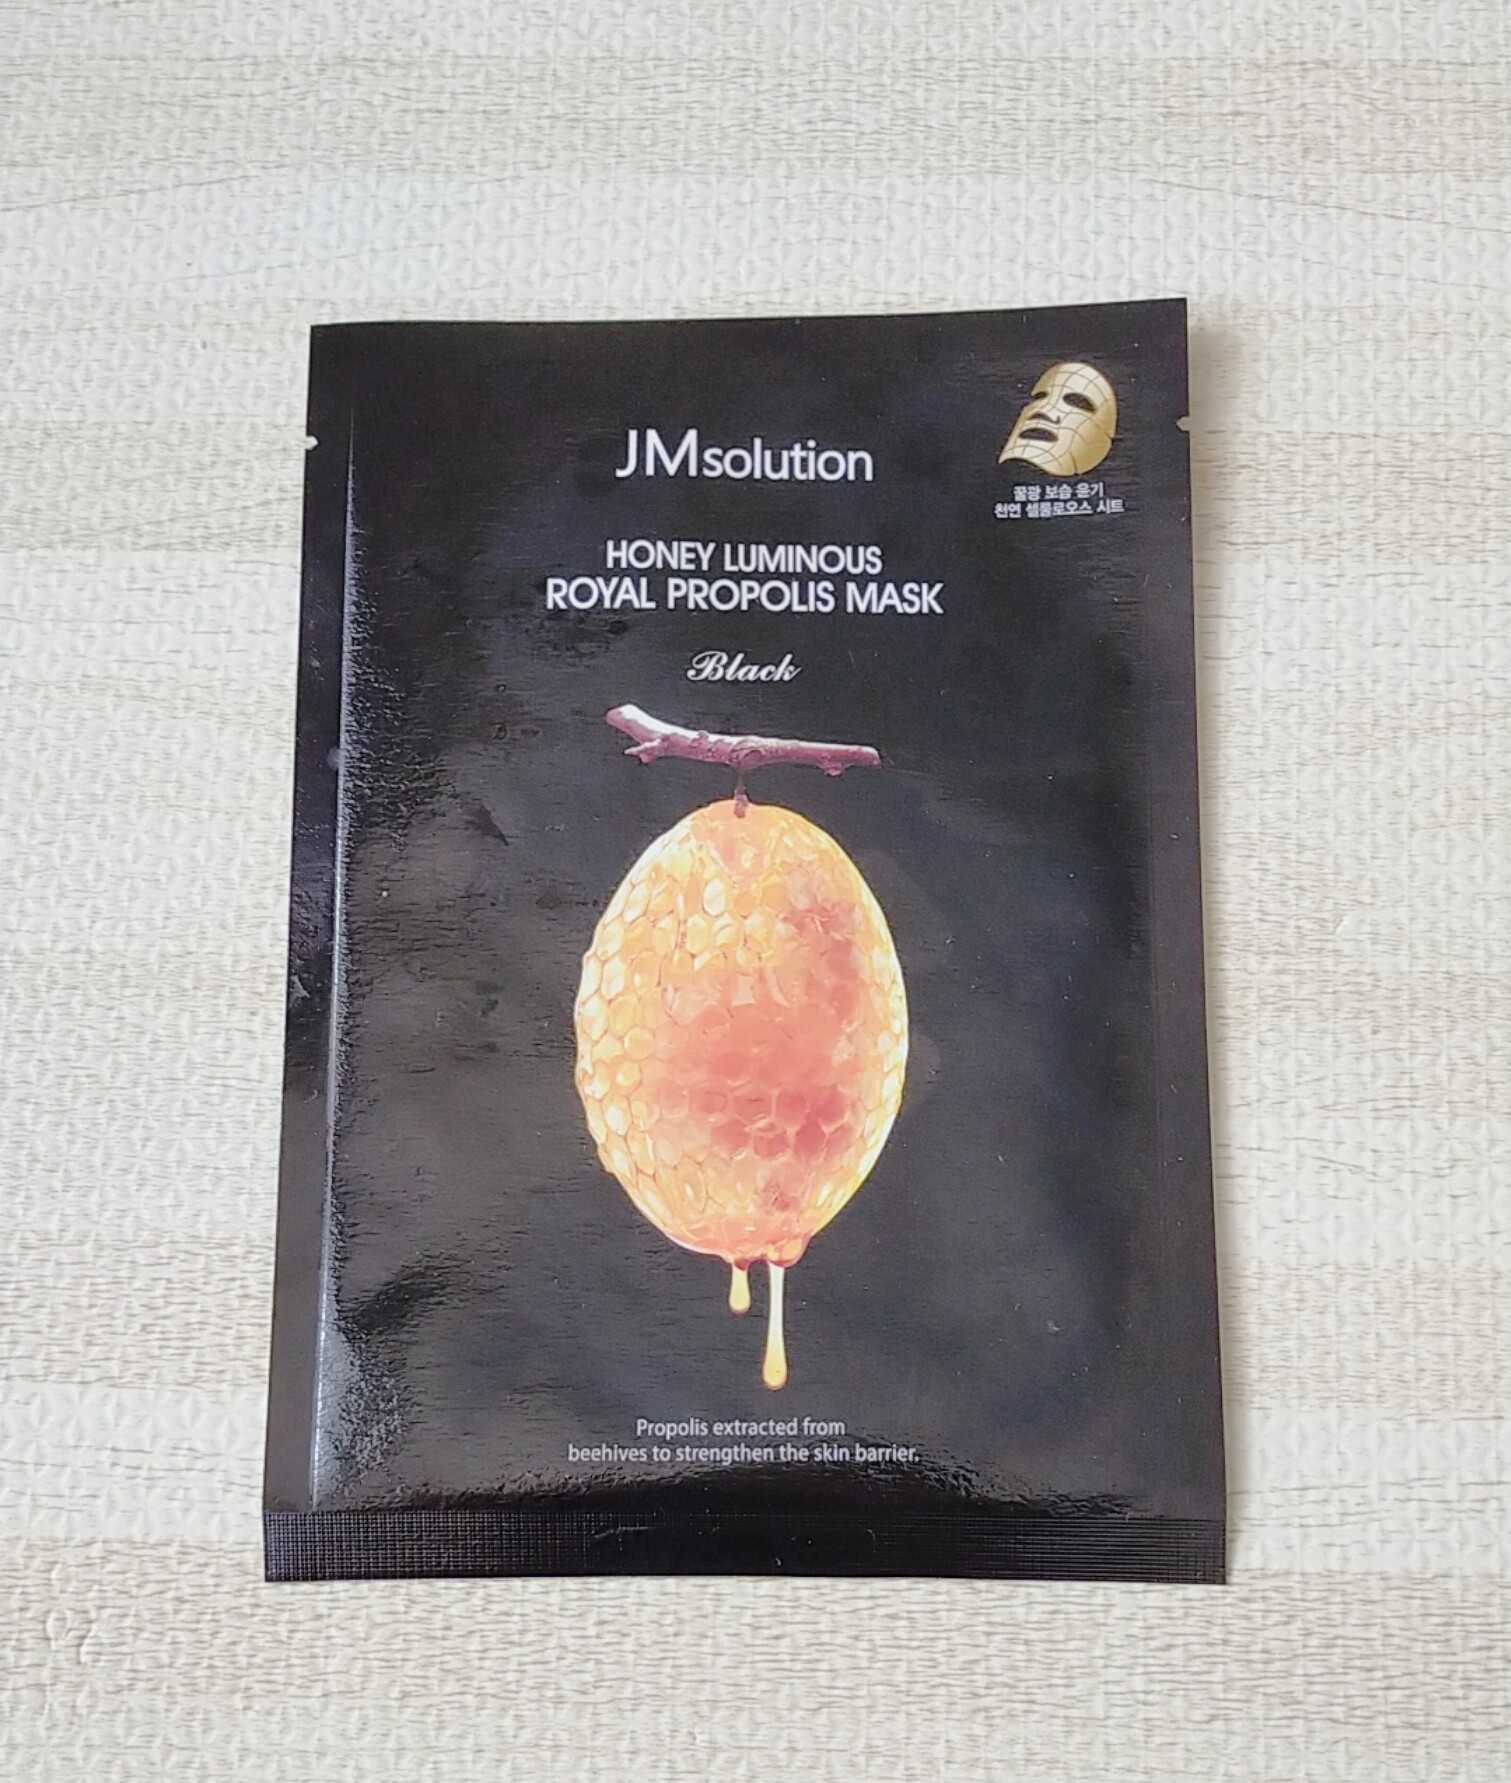 JMsolution
꿀광 보습 윤기
천연 셀룰로오스 시트
HONEY LUMINOUS
ROYAL PROPOLIS MASK
Black
Propolis extracted from
beehives to strengthen the skin barrier.